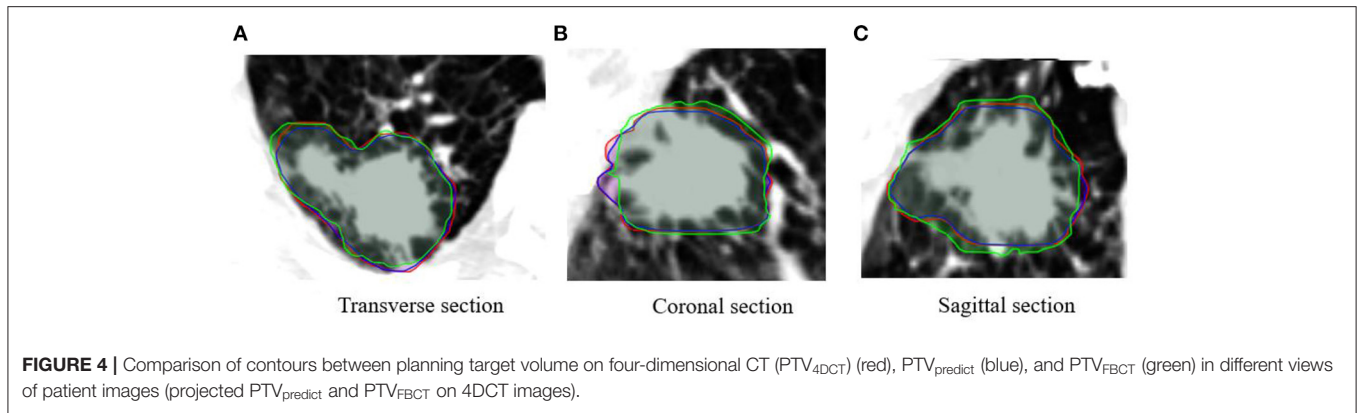 A
B
C
Transverse section
Coronal section
Sagittal section
FIGURE 4 | Comparison of contours between planning target volume on four-dimensional CT (PTV4DCT) (red), PTVpredict (blue), and PTVFBCT (green) in different views
of patient images (projected PTVpredict and PTVFBCT on 4DCT images).